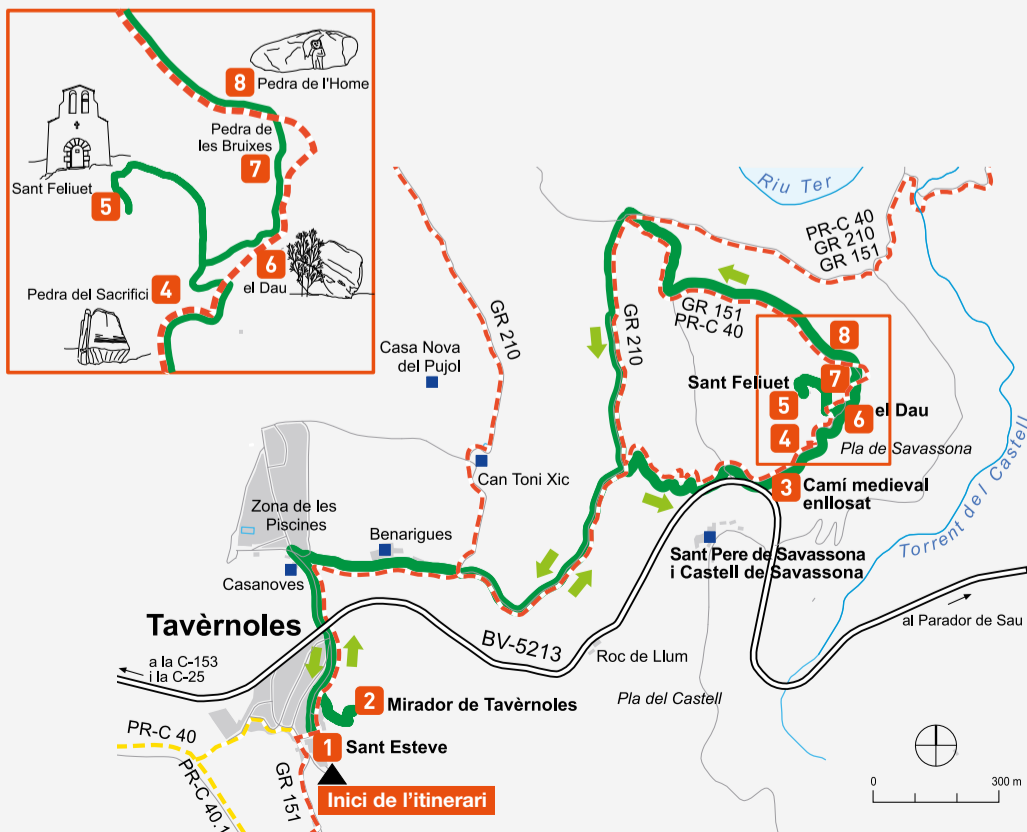 8 Pedra de l'Home
Pedra de
les Bruixes
7
Sant Feliuet
5
6
el Dau
Pedra del Sacrifici 4
Riu Ter
PR-C 40
GR 210
GR 151
GR 151
PR-C 40
GR 210
GR 210
8
7
Sant Feliuet
5
6
el Dau
4
Pla de Savassona
Casa Nova
del Pujol
Can Toni Xic
3 Camí medieval
enllosat
Torrent del Castell
Zona de les
Piscines
Benarigues
Casanoves
Sant Pere de Savassona
i Castell de Savassona
Tavèrnoles
BV-5213
Roc de Llum
al Parador de Sau
a la C-153
i la C-25
Pla del Castell
2 Mirador de Tavèrnoles
PR-C 40
PR-C 40.1
GR 151
1 Sant Esteve
Inici de l'itinerari
0 300 m